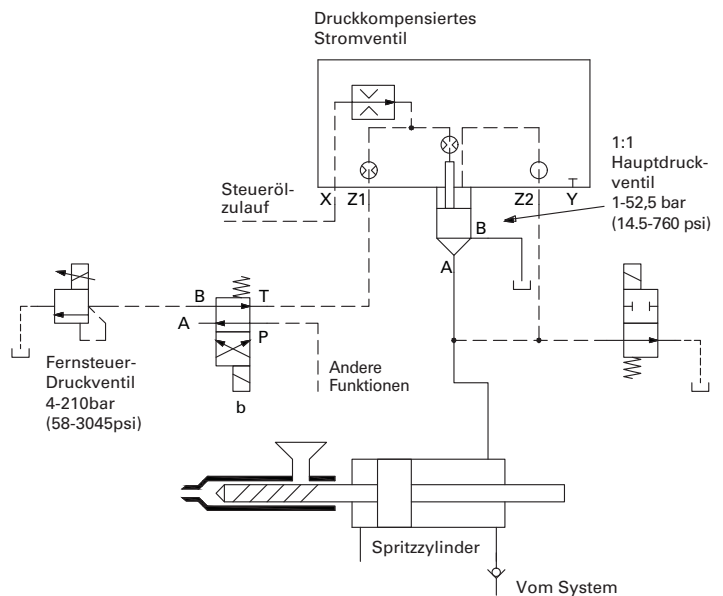 Druckkompensiertes
Stromventil
1:1
Hauptdruck-
ventil
1-52,5 bar
(14.5-760 psi)
Steueröl-
zulauf
X
Z1
Z2
Y
B
A
B
T
A
P
b
Fernsteuer-
Druckventil
4-210bar
(58-3045psi)
Andere
Funktionen
Spritzzylinder
Vom System